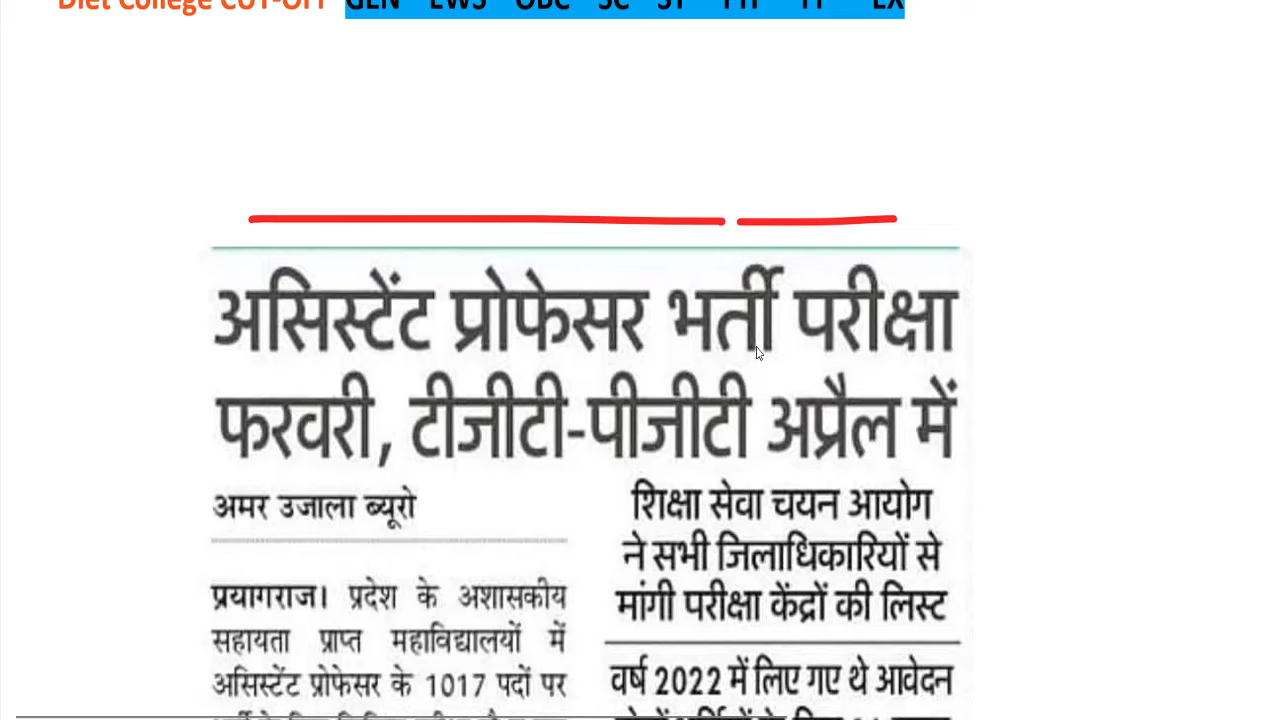 Diet College CUT-OFF GEN EWS OBC SC ST EX
असिस्टेंट प्रोफेसर भर्ती परीक्षा
फरवरी, टीजीटी-पीजीटी अप्रैल में
अमर उजाला ब्यूरो
प्रयागराज। प्रदेश के अशासकीय
सहायता प्राप्त महाविद्यालयों में
असिस्टेंट प्रोफेसर के 1017 पदों पर
शिक्षा सेवा चयन आयोग
ने सभी जिलाधिकारियों से
मांगी परीक्षा केंद्रों की लिस्ट
वर्ष 2022 में लिए गए थे आवेदन